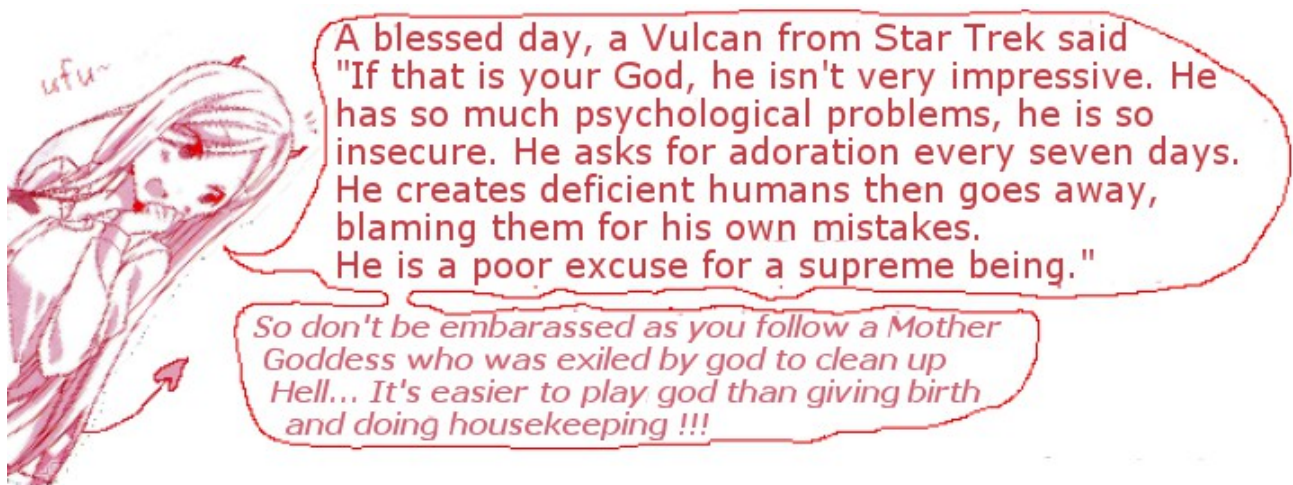 ufu~
A blessed day, a Vulcan from Star Trek said
"If that is your God, he isn't very impressive. He
has so much psychological problems, he is so
insecure. He asks for adoration every seven days.
He creates deficient humans then goes away,
blaming them for his own mistakes.
He is a poor excuse for a supreme being."
So don't be embarassed as you follow a Mother
Goddess who was exiled by god to clean up
Hell... It's easier to play god than giving birth
and doing housekeeping !!!